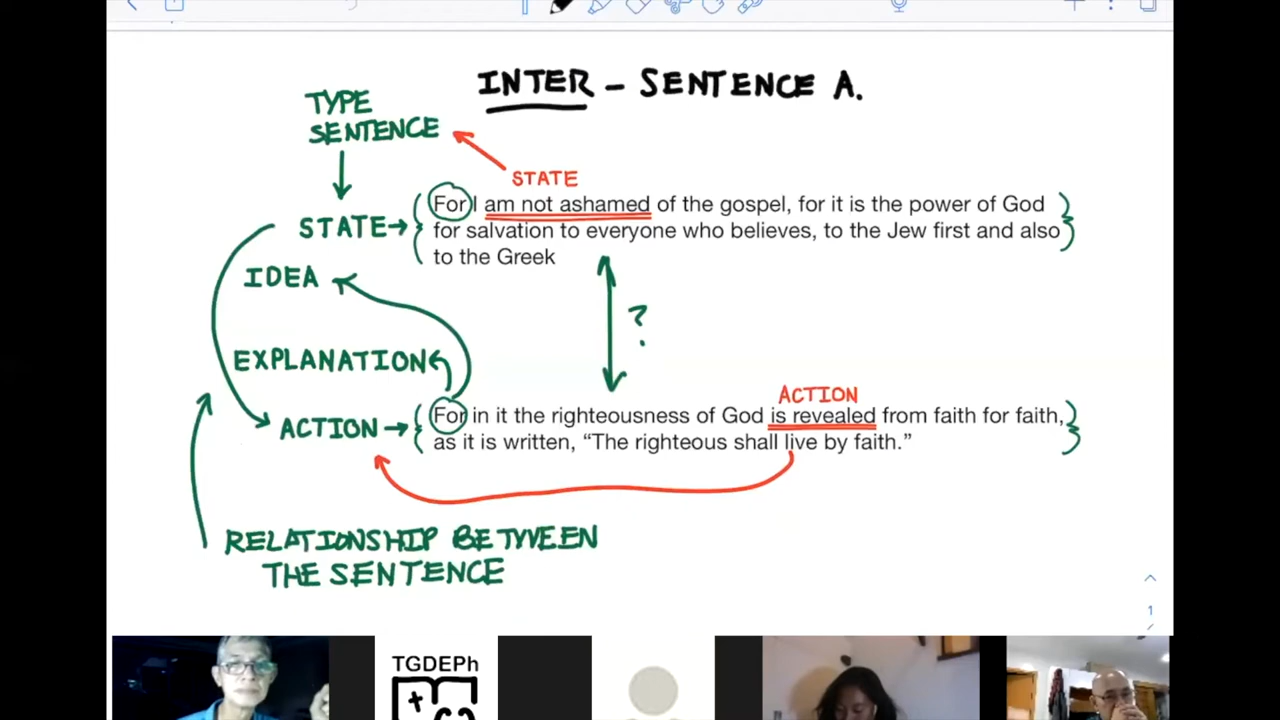 INTER - SENTENCE A.
TYPE
SENTENCE
STATE
STATE
For I am not ashamed of the gospel, for it is the power of God
for salvation to everyone who believes, to the Jew first and also
to the Greek
IDEA
?
EXPLANATION
ACTION
ACTION
For in it the righteousness of God is revealed from faith for faith,
as it is written, “The righteous shall live by faith.”
RELATIONSHIP BETWEEN
THE SENTENCE
1
TGDEPh